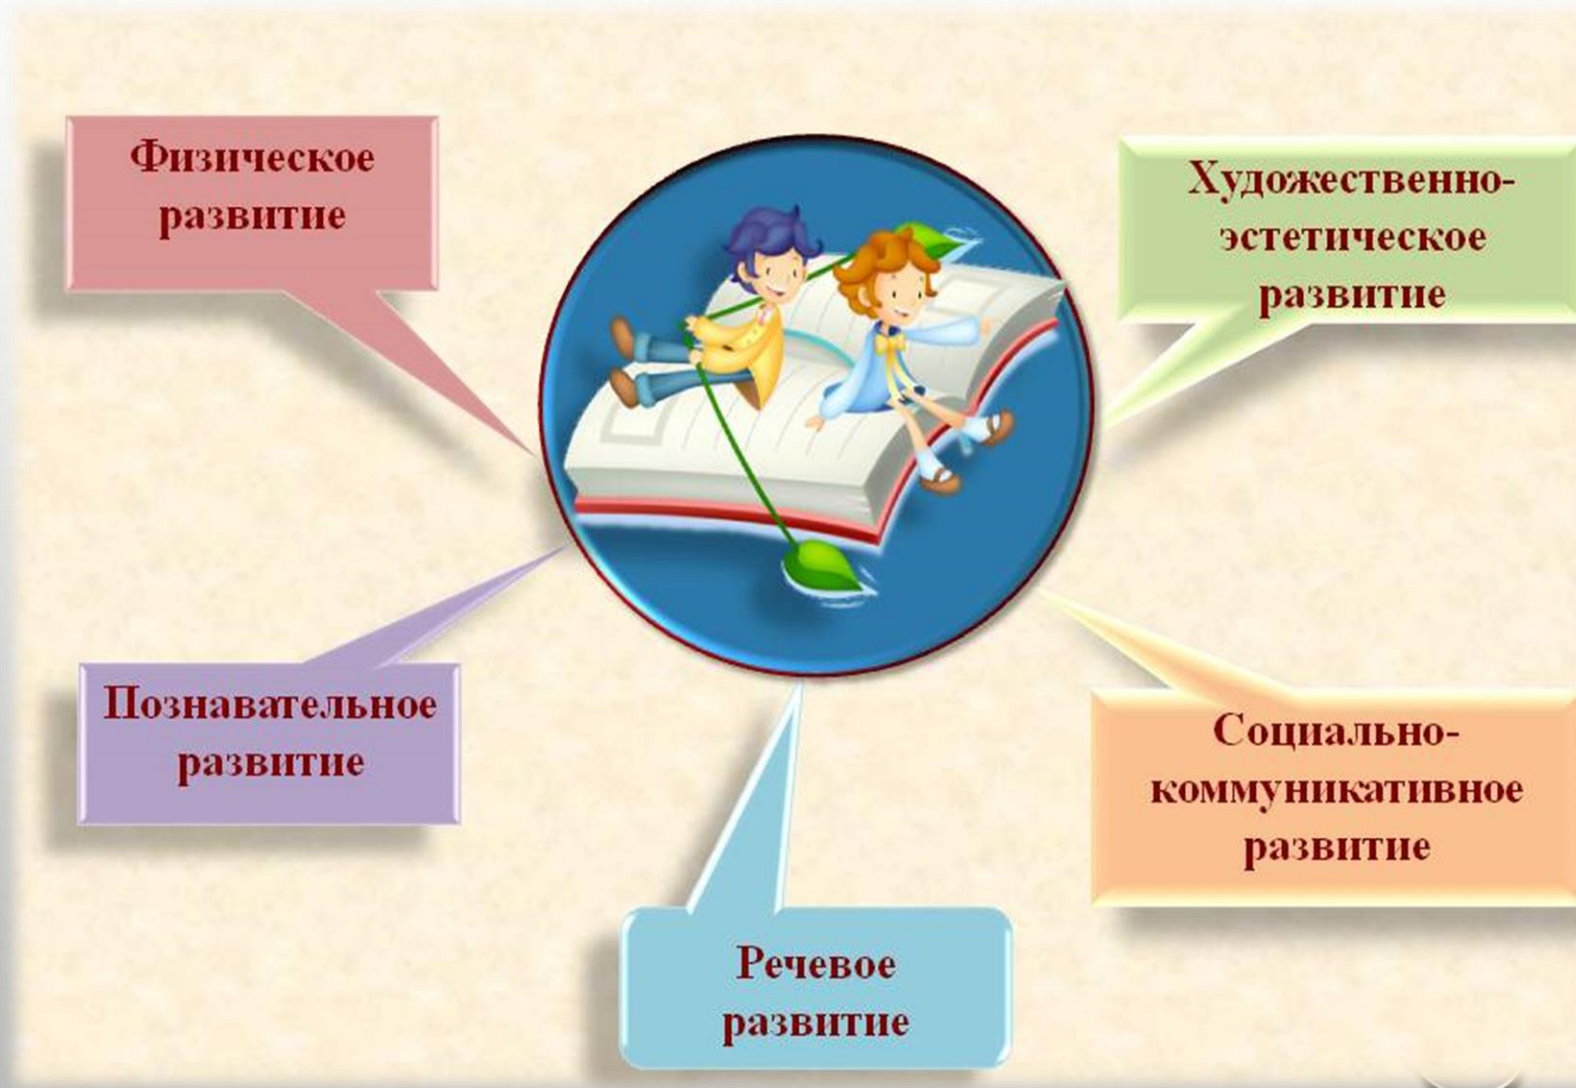 Физическое
развитие
Художественно-
эстетическое
развитие
Познавательное
развитие
Социально-
коммуникативное
развитие
Речевое
развитие